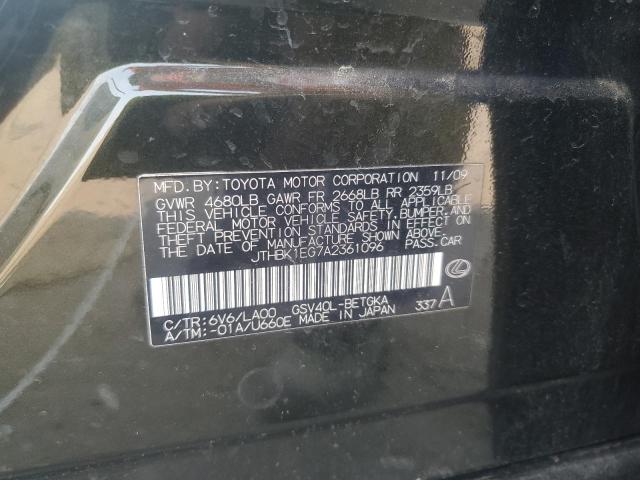 MFD. BY: TOYOTA MOTOR CORPORATION 11/09
GVWR 4680LB GAWR FR 2668LB RR 2359LB
THIS VEHICLE CONFORMS TO ALL APPLICABLE
FEDERAL MOTOR VEHICLE SAFETY, BUMPER, AND
THEFT PREVENTION STANDARDS IN EFFECT ON
THE DATE OF MANUFACTURE SHOWN ABOVE.
JTHBK1EG7A2361096 PASS.CAR
C/TR:6V6/LA00 GSV40L-BETGKA
A/TM:-01A/U660E MADE IN JAPAN 337 A